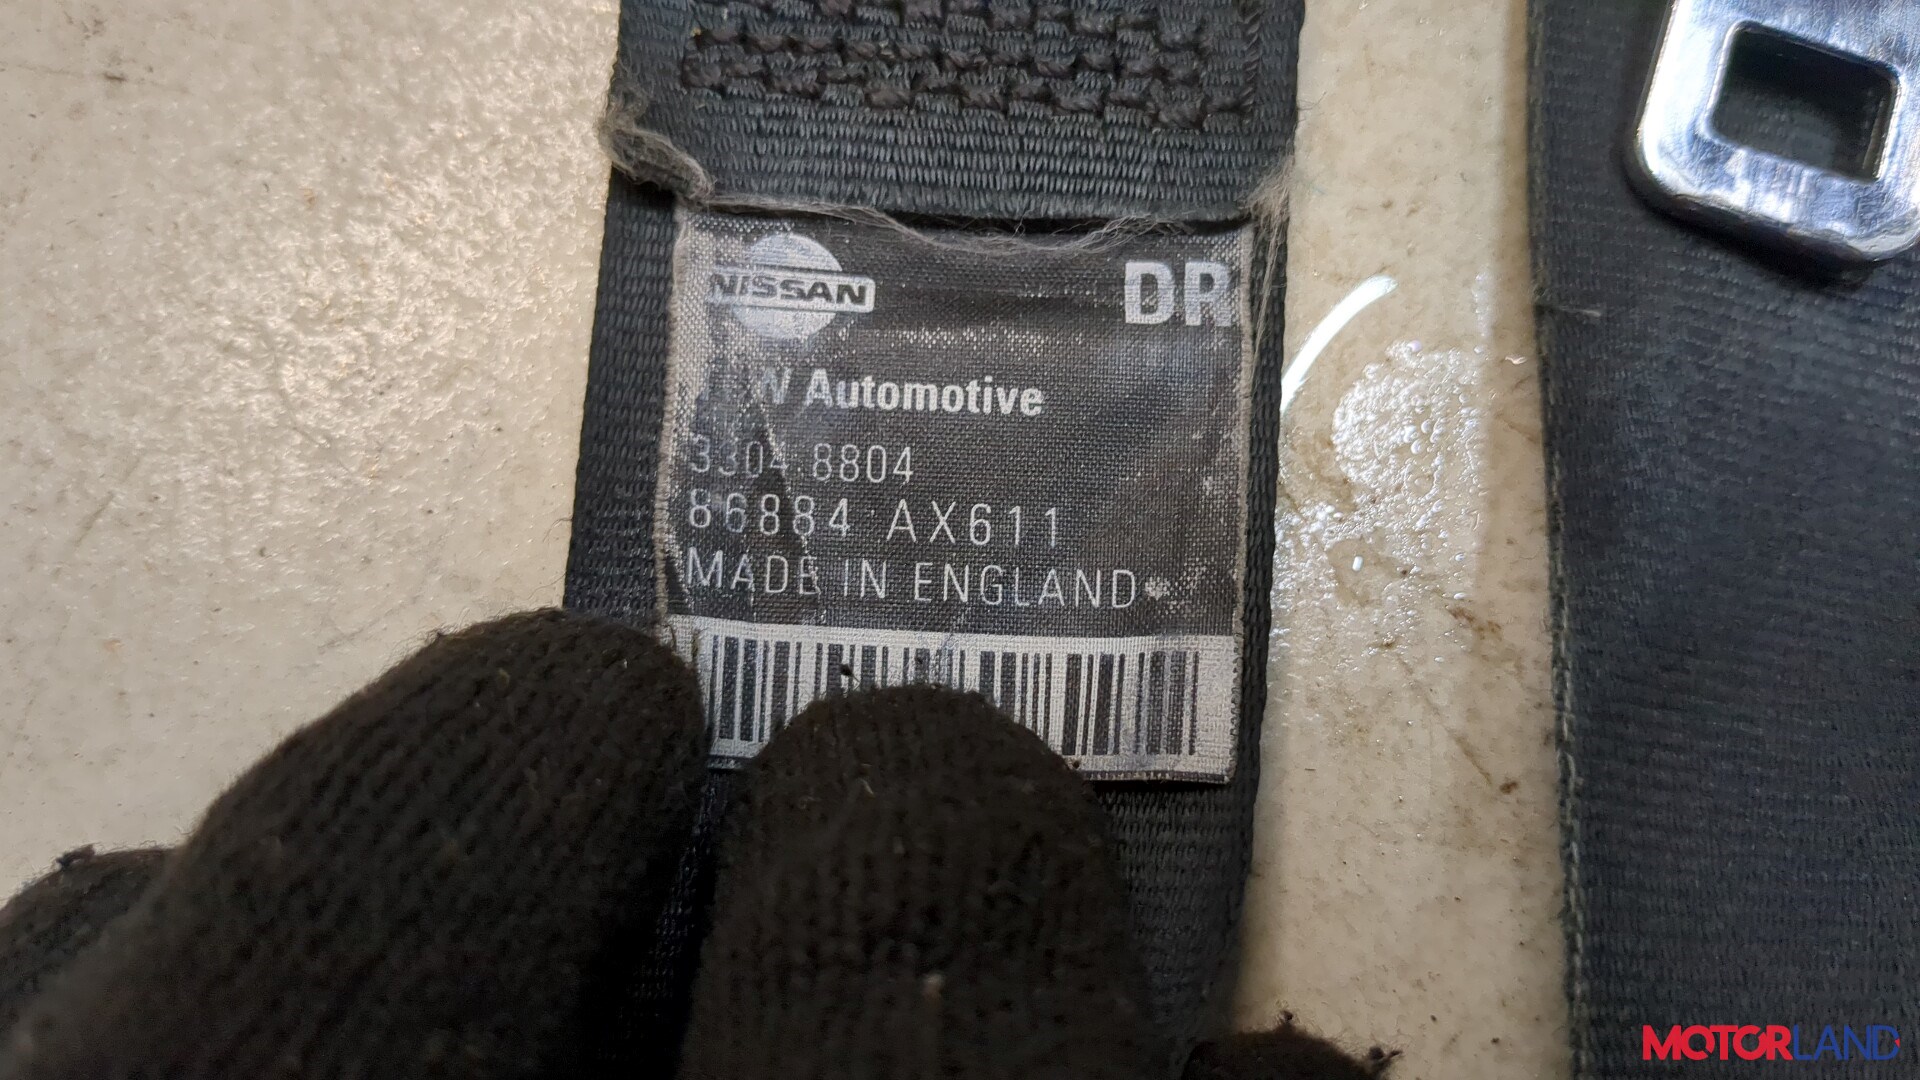 NISSAN
DR
Automotive
3304 8804
86884 AX611
MADE IN ENGLAND
MOTORLAND